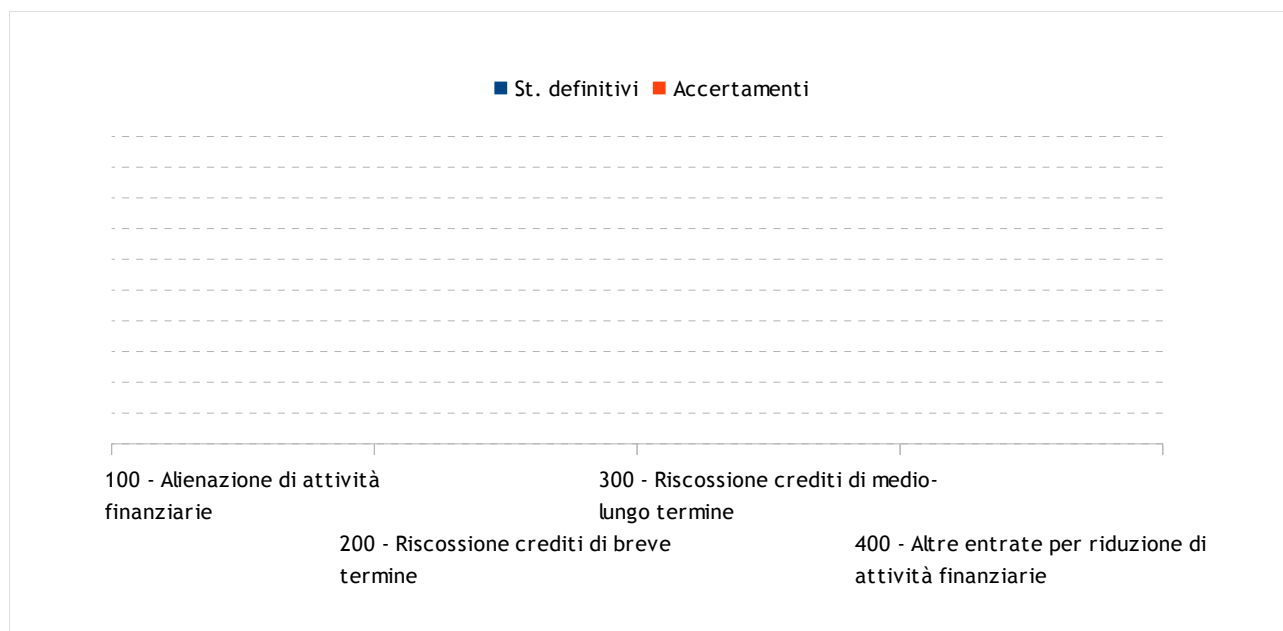 St. definitivi Accertamenti
100 - Alienazione di attività
finanziarie
200 - Riscossione crediti di breve
termine
300 - Riscossione crediti di medio-
lungo termine
400 - Altre entrate per riduzione di
attività finanziarie